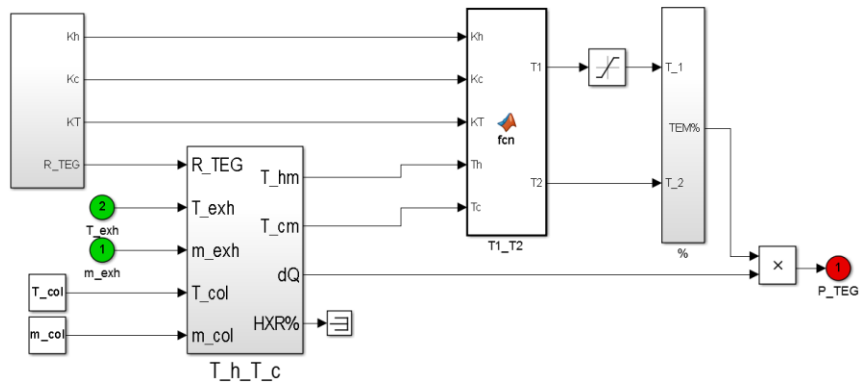 Kh
Kc
KT
R_TEG
2
T_exh
1
m_exh
T_col
m_col
R_TEG
T_exh
m_exh
T_col
m_col
T_hm
T_cm
dQ
HXR%
T_h_T_c
Kh
Kc
KT
Th
Tc
fcn
T1
T2
T1_T2
T_1
T_2
TEM%
%
×
1
P_TEG